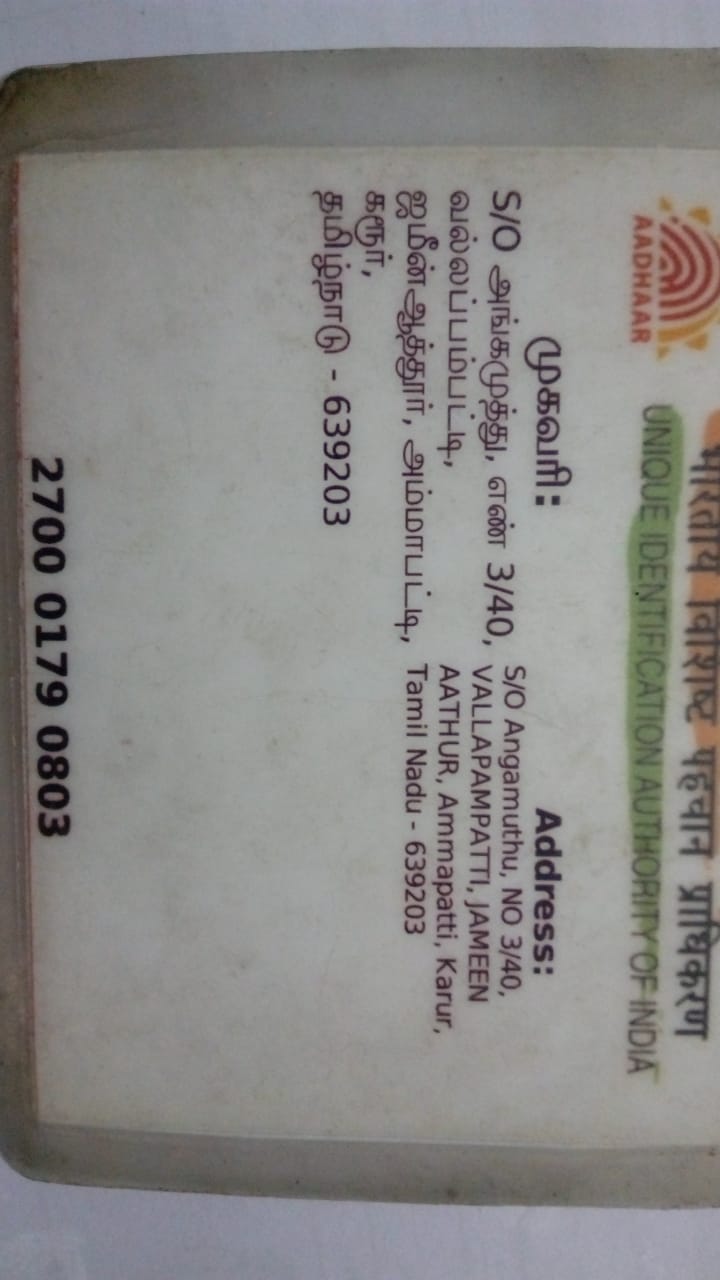 भारतीय विशिष्ट पहचान प्राधिकरण
UNIQUE IDENTIFICATION AUTHORITY OF INDIA
AADHAAR
முகவரி:
S/O அங்கமுத்து, எண் 3/40,
வல்லப்பம்பட்டி,
ஜமீன்ஆத்தூர், அம்மாபட்டி,
கரூர்,
தமிழ்நாடு - 639203
Address:
S/O Angamuthu, NO 3/40,
VALLAPAMPATTI, JAMEEN
AATHUR, Ammapatti, Karur,
Tamil Nadu - 639203
2700 0179 0803